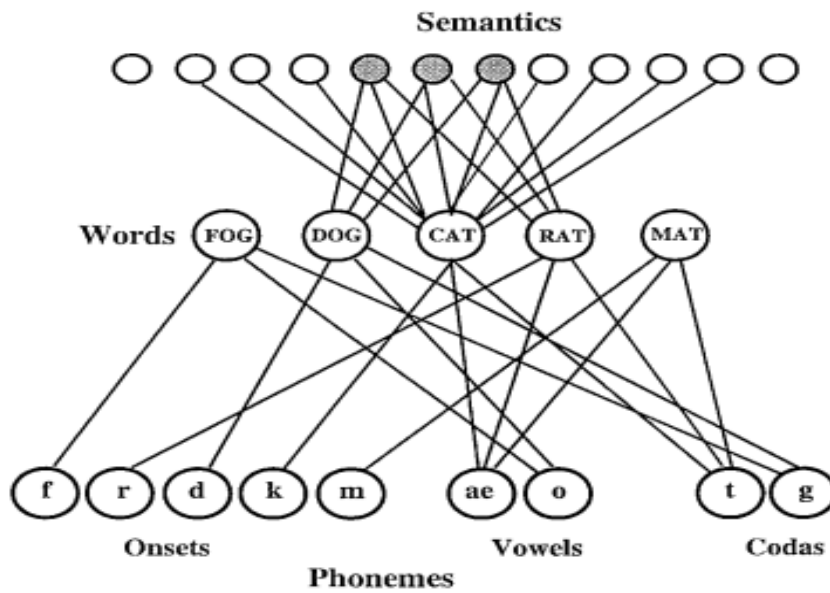 Semantics
Words FOG DOG CAT RAT MAT
f r d k m ae o t g
Onsets Vowels Codas
Phonemes